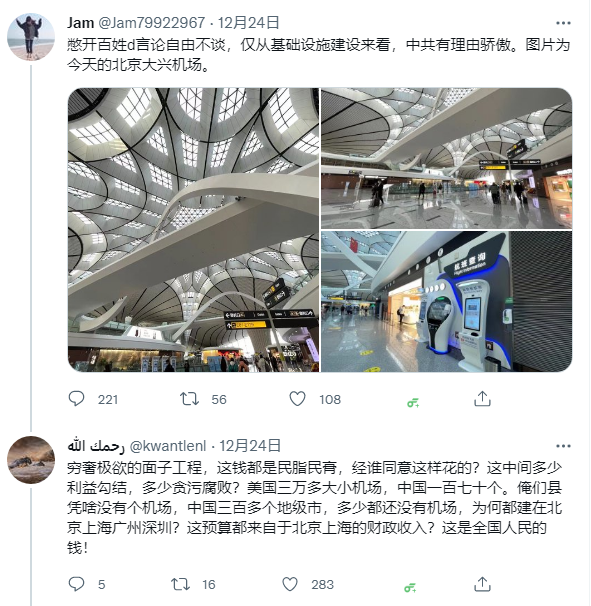 Jam @Jam79922967 · 12月24日
憋开百姓d言论自由不谈，仅从基础设施建设来看，中共有理由骄傲。图片为
今天的北京大兴机场。
航班查询
Flight Information
221
56
108
رحمك الله @kwantlenl · 12月24日
穷奢极欲的面子工程，这钱都是民脂民膏，经谁同意这样花的？这中间多少
利益勾结，多少贪污腐败？美国三万多大小机场，中国一百七十个。俺们县
凭啥没有个机场，中国三百多个地级市，多少都还没有机场，为何都建在北
京上海广州深圳？这预算都来自于北京上海的财政收入？这是全国人民的
钱！
5
16
283